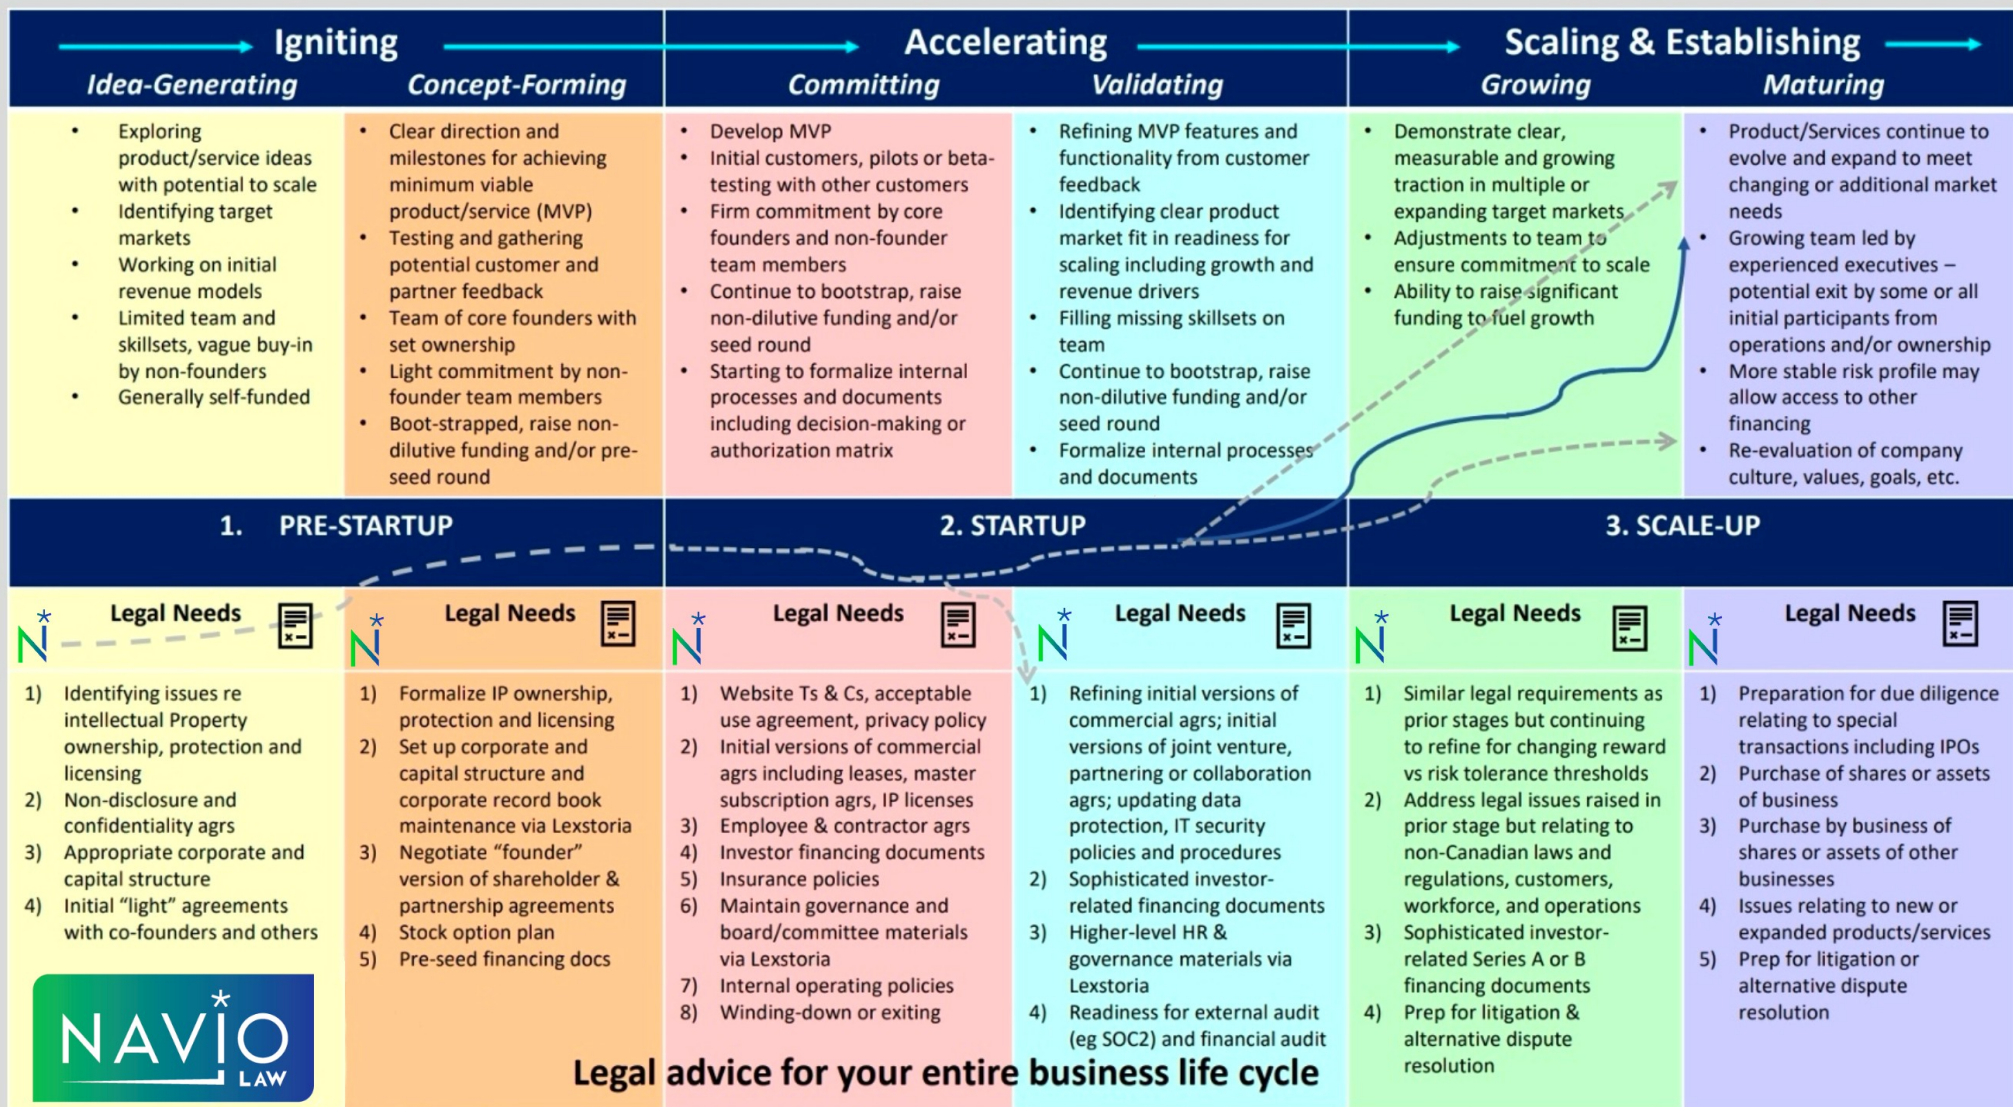 Igniting
Accelerating
Scaling & Establishing
Idea-Generating
Concept-Forming
Committing
Validating
Growing
Maturing
• Exploring
product/service ideas
with potential to scale
• Identifying target
markets
• Working on initial
revenue models
• Limited team and
skillsets, vague buy-in
by non-founders
• Generally self-funded
• Clear direction and
milestones for achieving
minimum viable
product/service (MVP)
• Testing and gathering
potential customer and
partner feedback
• Team of core founders with
set ownership
• Light commitment by non-
founder team members
• Boot-strapped, raise non-
dilutive funding and/or pre-
seed round
• Develop MVP
• Initial customers, pilots or beta-
testing with other customers
• Firm commitment by core
founders and non-founder
team members
• Continue to bootstrap, raise
non-dilutive funding and/or
seed round
• Starting to formalize internal
processes and documents
including decision-making or
authorization matrix
• Refining MVP features and
functionality from customer
feedback
• Identifying clear product
market fit in readiness for
scaling including growth and
revenue drivers
• Filling missing skillsets on
team
• Continue to bootstrap, raise
non-dilutive funding and/or
seed round
• Formalize internal processes
and documents
• Demonstrate clear,
measurable and growing
traction in multiple or
expanding target markets
• Adjustments to team to
ensure commitment to scale
• Ability to raise significant
funding to fuel growth
• Product/Services continue to
evolve and expand to meet
changing or additional market
needs
• Growing team led by
experienced executives –
potential exit by some or all
initial participants from
operations and/or ownership
• More stable risk profile may
allow access to other
financing
• Re-evaluation of company
culture, values, goals, etc.
1. PRE-STARTUP
2. STARTUP
3. SCALE-UP
Legal Needs
Legal Needs
Legal Needs
Legal Needs
Legal Needs
Legal Needs
1) Identifying issues re
intellectual Property
ownership, protection and
licensing
2) Non-disclosure and
confidentiality agrs
3) Appropriate corporate and
capital structure
4) Initial “light” agreements
with co-founders and others
1) Formalize IP ownership,
protection and licensing
2) Set up corporate and
capital structure and
corporate record book
maintenance via Lexstoria
3) Negotiate “founder”
version of shareholder &
partnership agreements
4) Stock option plan
5) Pre-seed financing docs
1) Website Ts & Cs, acceptable
use agreement, privacy policy
2) Initial versions of commercial
agrs including leases, master
subscription agrs, IP licenses
3) Employee & contractor agrs
4) Investor financing documents
5) Insurance policies
6) Maintain governance and
board/committee materials
via Lexstoria
7) Internal operating policies
8) Winding-down or exiting
1) Refining initial versions of
commercial agrs; initial
versions of joint venture,
partnering or collaboration
agrs; updating data
protection, IT security
policies and procedures
2) Sophisticated investor-
related financing documents
3) Higher-level HR &
governance materials via
Lexstoria
4) Readiness for external audit
(eg SOC2) and financial audit
1) Similar legal requirements as
prior stages but continuing
to refine for changing reward
vs risk tolerance thresholds
2) Address legal issues raised in
prior stage but relating to
non-Canadian laws and
regulations, customers,
workforce, and operations
3) Sophisticated investor-
related Series A or B
financing documents
4) Prep for litigation &
alternative dispute
resolution
1) Preparation for due diligence
relating to special
transactions including IPOs
2) Purchase of shares or assets
of business
3) Purchase by business of
shares or assets of other
businesses
4) Issues relating to new or
expanded products/services
5) Prep for litigation or
alternative dispute
resolution
NAVIO
LAW
Legal advice for your entire business life cycle